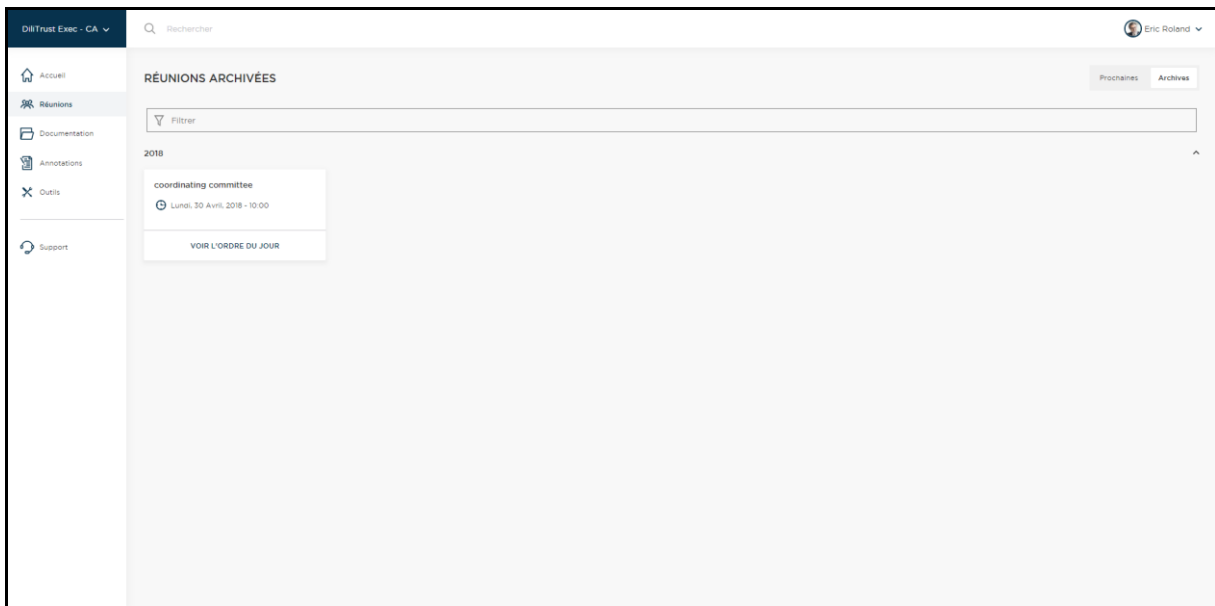 DiliTrust Exec - CA
Rechercher
Eric Roland
Accueil
Réunions
Documentation
Annotations
Outils
Support
RÉUNIONS ARCHIVÉES
Prochaines Archives
Filtrer
2018
coordinating committee
Lundi, 30 Avril, 2018 - 10:00
VOIR L'ORDRE DU JOUR